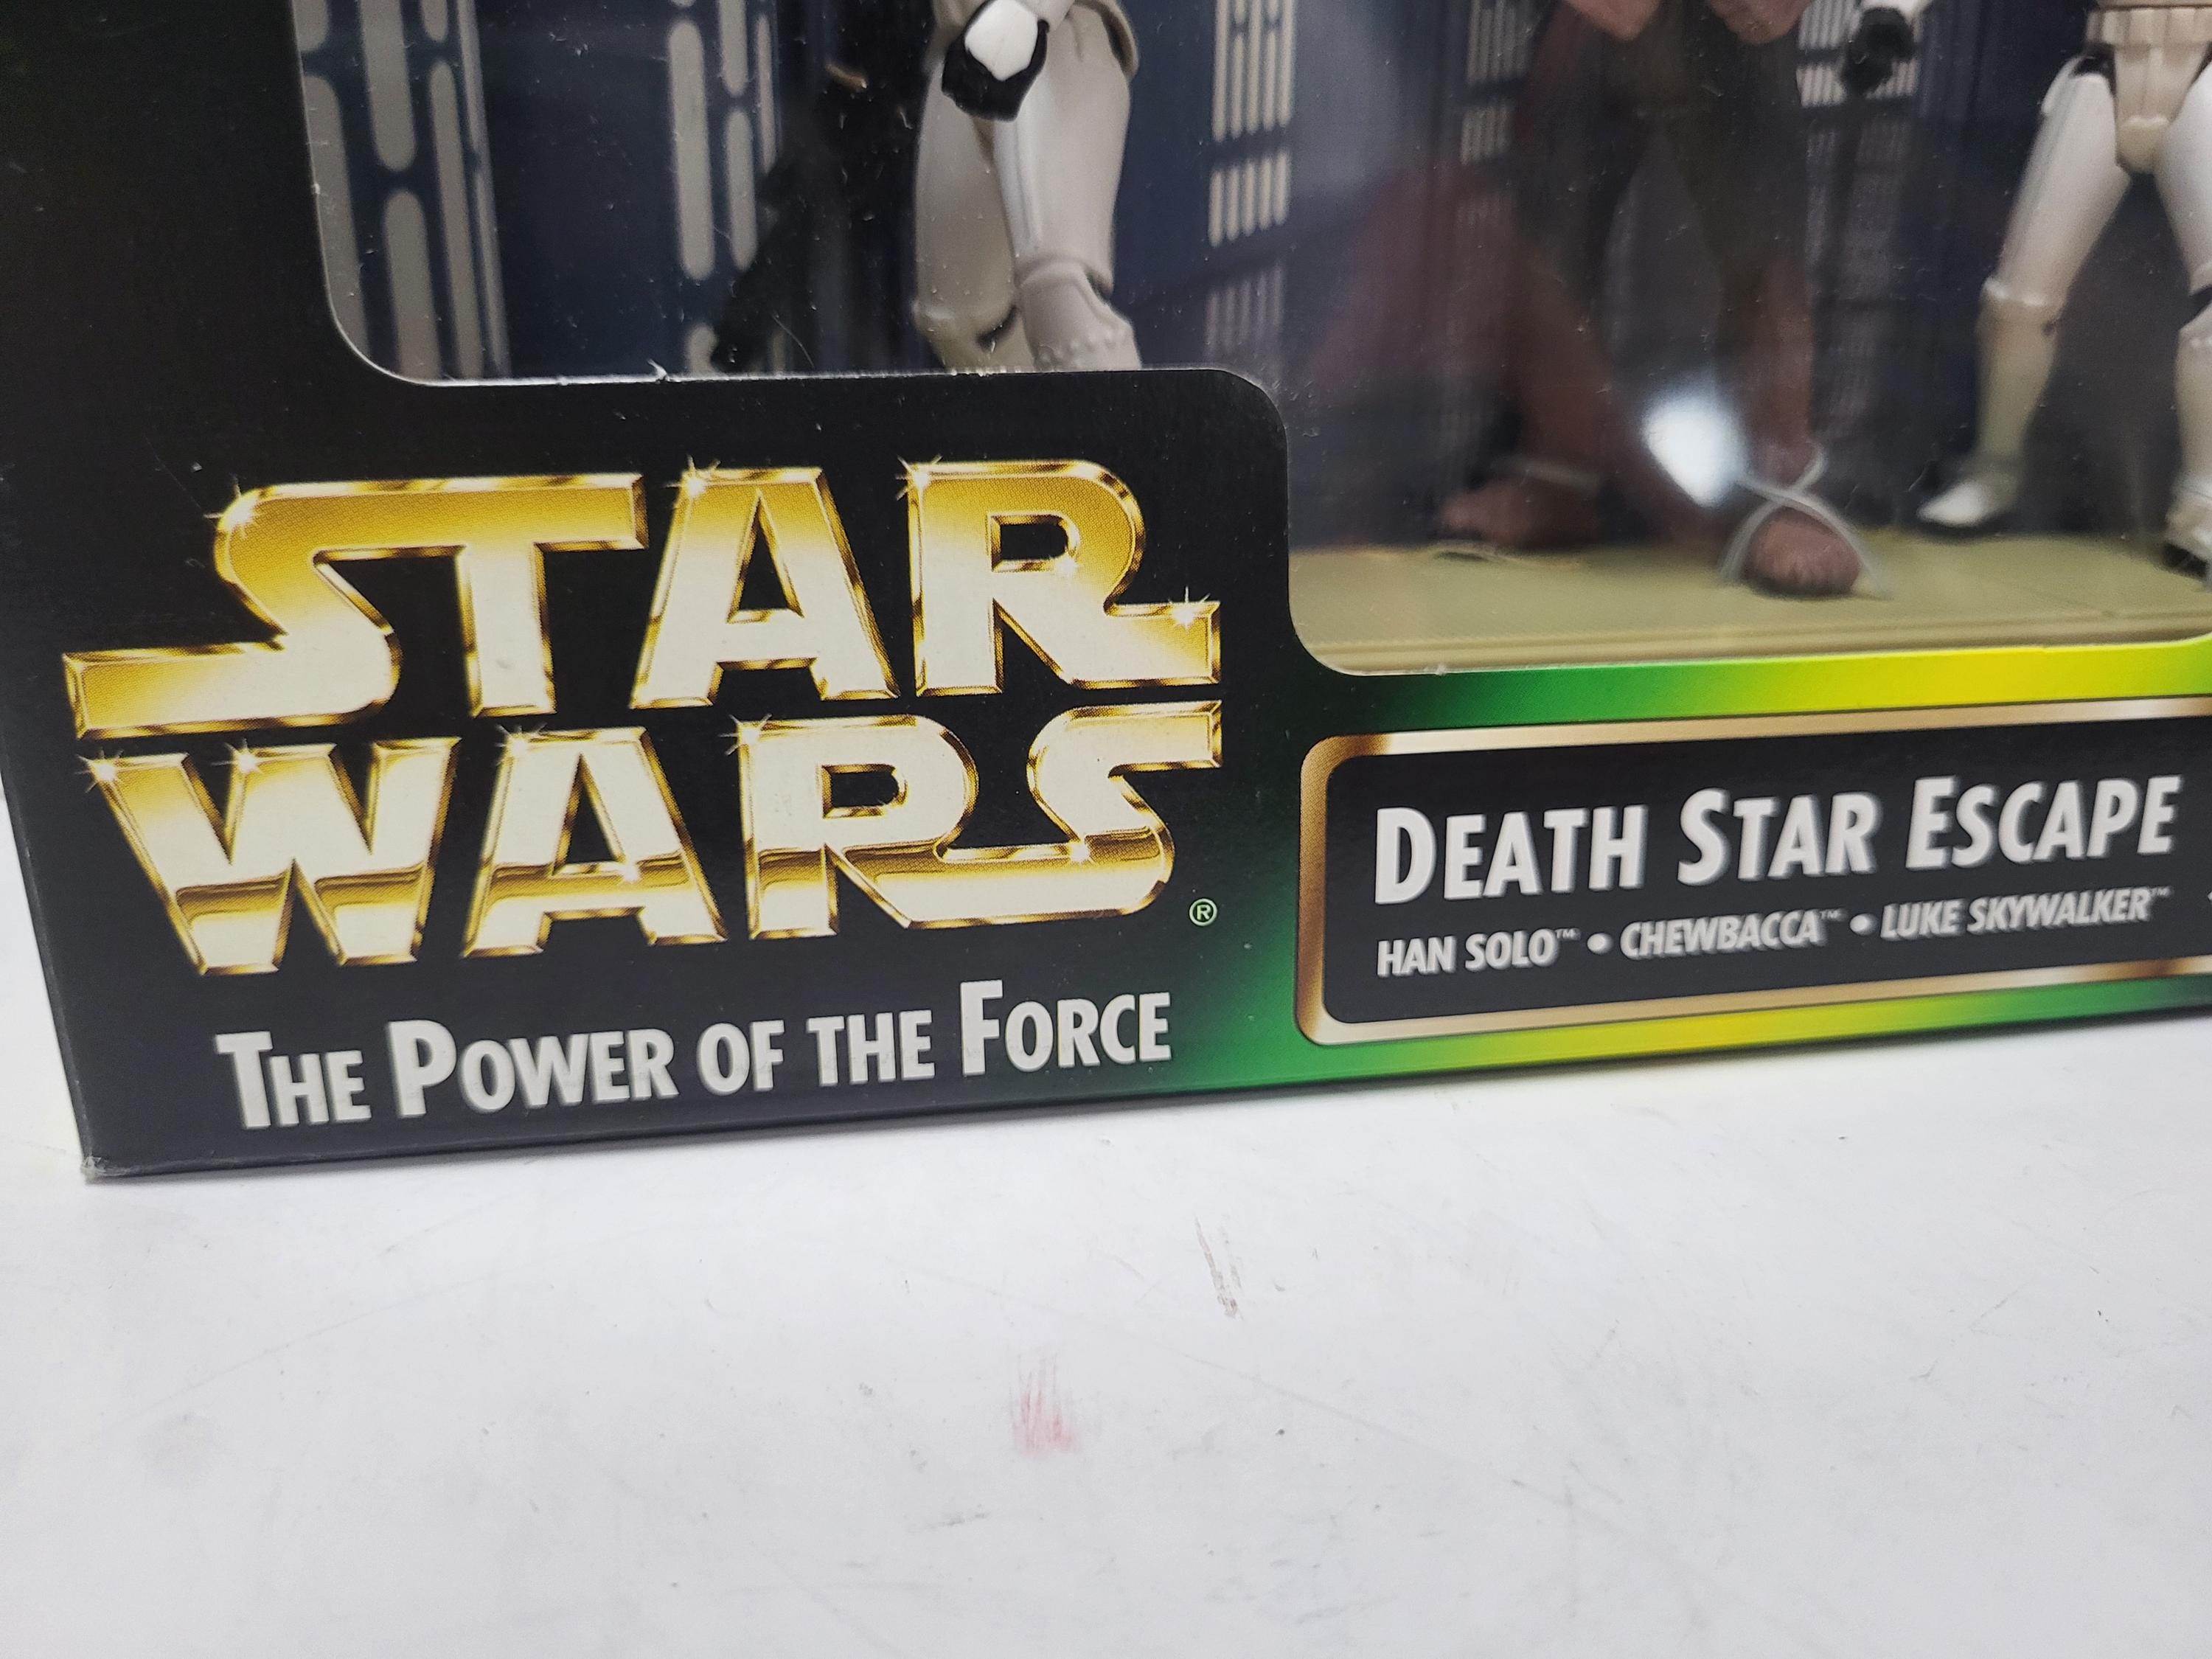 STAR
WARS®
THE POWER OF THE FORCE
DEATH STAR ESCAPE
HAN SOLO™ • CHEWBACCA™ • LUKE SKYWALKER™